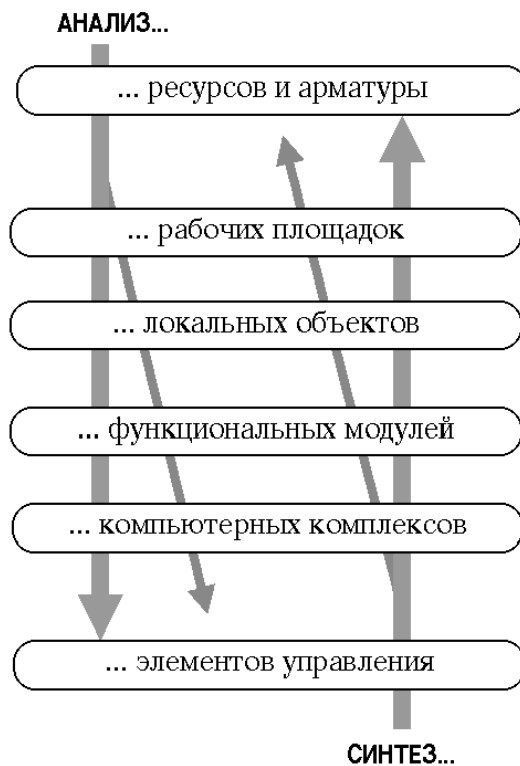 АНАЛИЗ...
... ресурсов и арматуры
... рабочих площадок
... локальных объектов
... функциональных модулей
... компьютерных комплексов
... элементов управления
СИНТЕЗ...